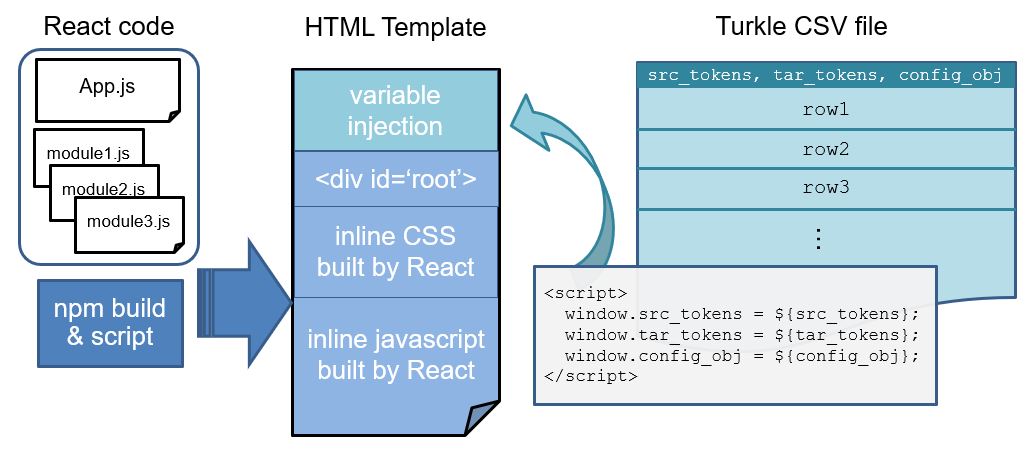 React code
App.js
module1.js
module2.js
module3.js
npm build
& script
HTML Template
variable
injection
<div id=‘root’>
inline CSS
built by React
inline javascript
built by React
Turkle CSV file
src_tokens, tar_tokens, config_obj
row1
row2
row3
⋮
<script>
window.src_tokens = ${src_tokens};
window.tar_tokens = ${tar_tokens};
window.config_obj = ${config_obj};
</script>